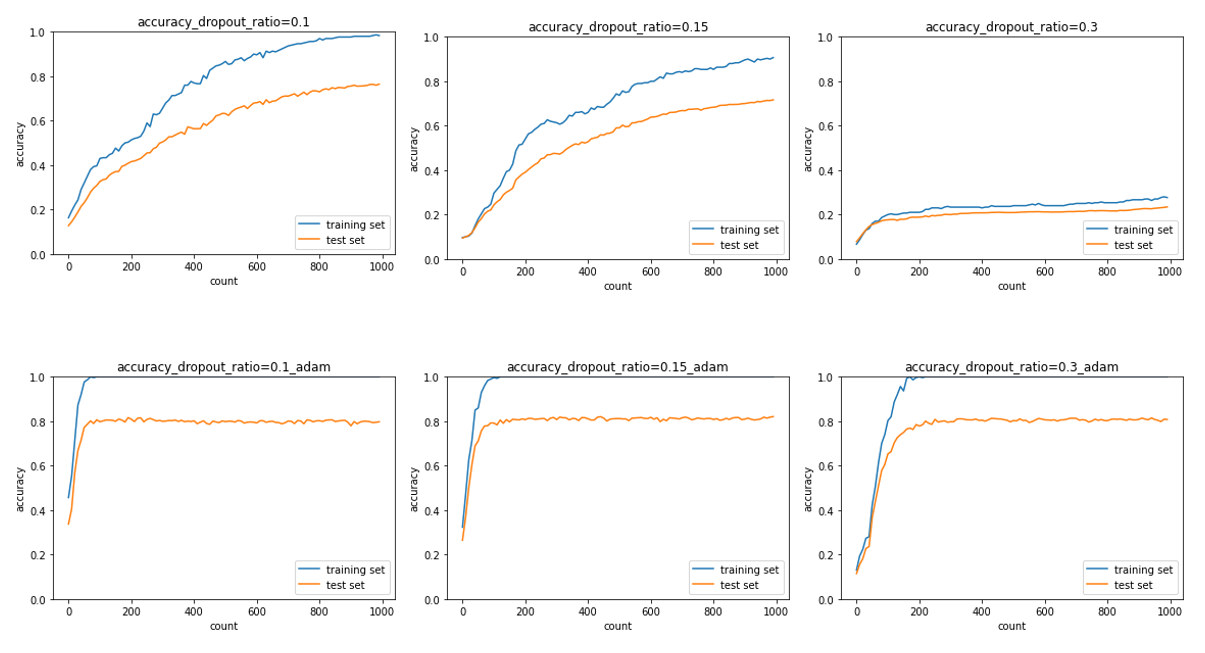 accuracy_dropout_ratio=0.1
1.0
0.8
0.6
0.4
0.2
0.0
accuracy
training set
test set
0 200 400 600 800 1000
count
accuracy_dropout_ratio=0.15
1.0
0.8
0.6
0.4
0.2
0.0
accuracy
training set
test set
0 200 400 600 800 1000
count
accuracy_dropout_ratio=0.3
1.0
0.8
0.6
0.4
0.2
0.0
accuracy
training set
test set
0 200 400 600 800 1000
count
accuracy_dropout_ratio=0.1_adam
1.0
0.8
0.6
0.4
0.2
0.0
accuracy
training set
test set
0 200 400 600 800 1000
count
accuracy_dropout_ratio=0.15_adam
1.0
0.8
0.6
0.4
0.2
0.0
accuracy
training set
test set
0 200 400 600 800 1000
count
accuracy_dropout_ratio=0.3_adam
1.0
0.8
0.6
0.4
0.2
0.0
accuracy
training set
test set
0 200 400 600 800 1000
count